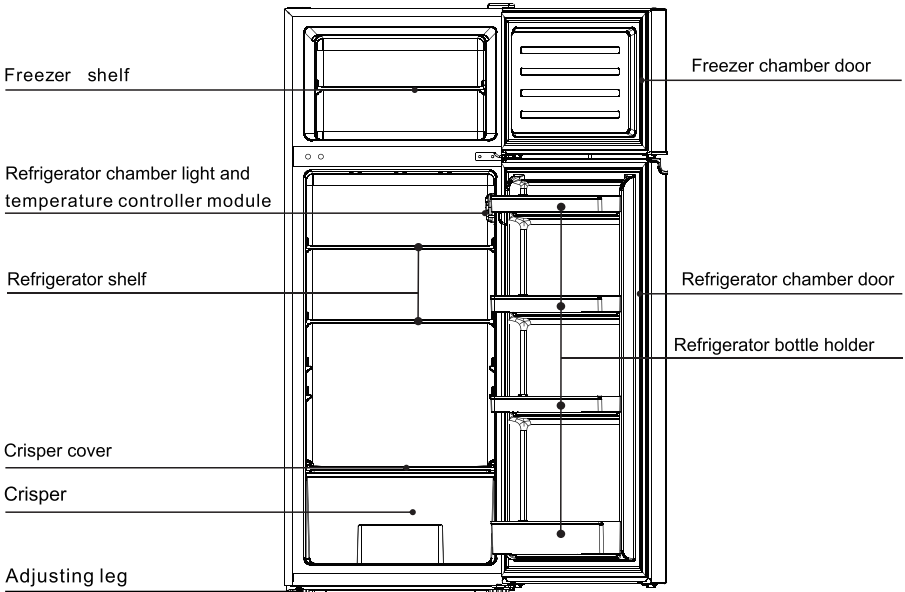 Freezer shelf
Refrigerator chamber light and
temperature controller module
Refrigerator shelf
Crisper cover
Crisper
Adjusting leg
Freezer chamber door
Refrigerator chamber door
Refrigerator bottle holder